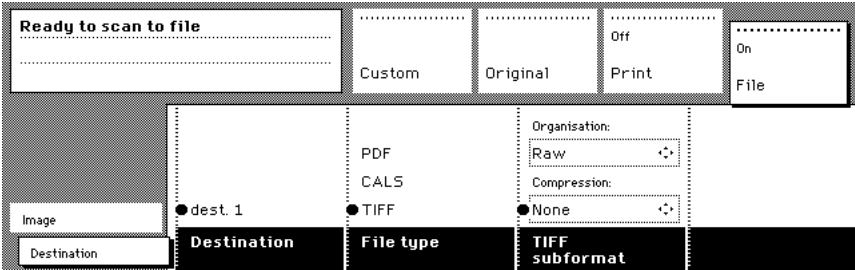 Ready to scan to file
Custom
Original
Off
Print
On
File
Organisation:
PDF
Raw
CALS
Compression:
Image
dest. 1
TIFF
None
Destination
Destination
File type
TIFF
subformat